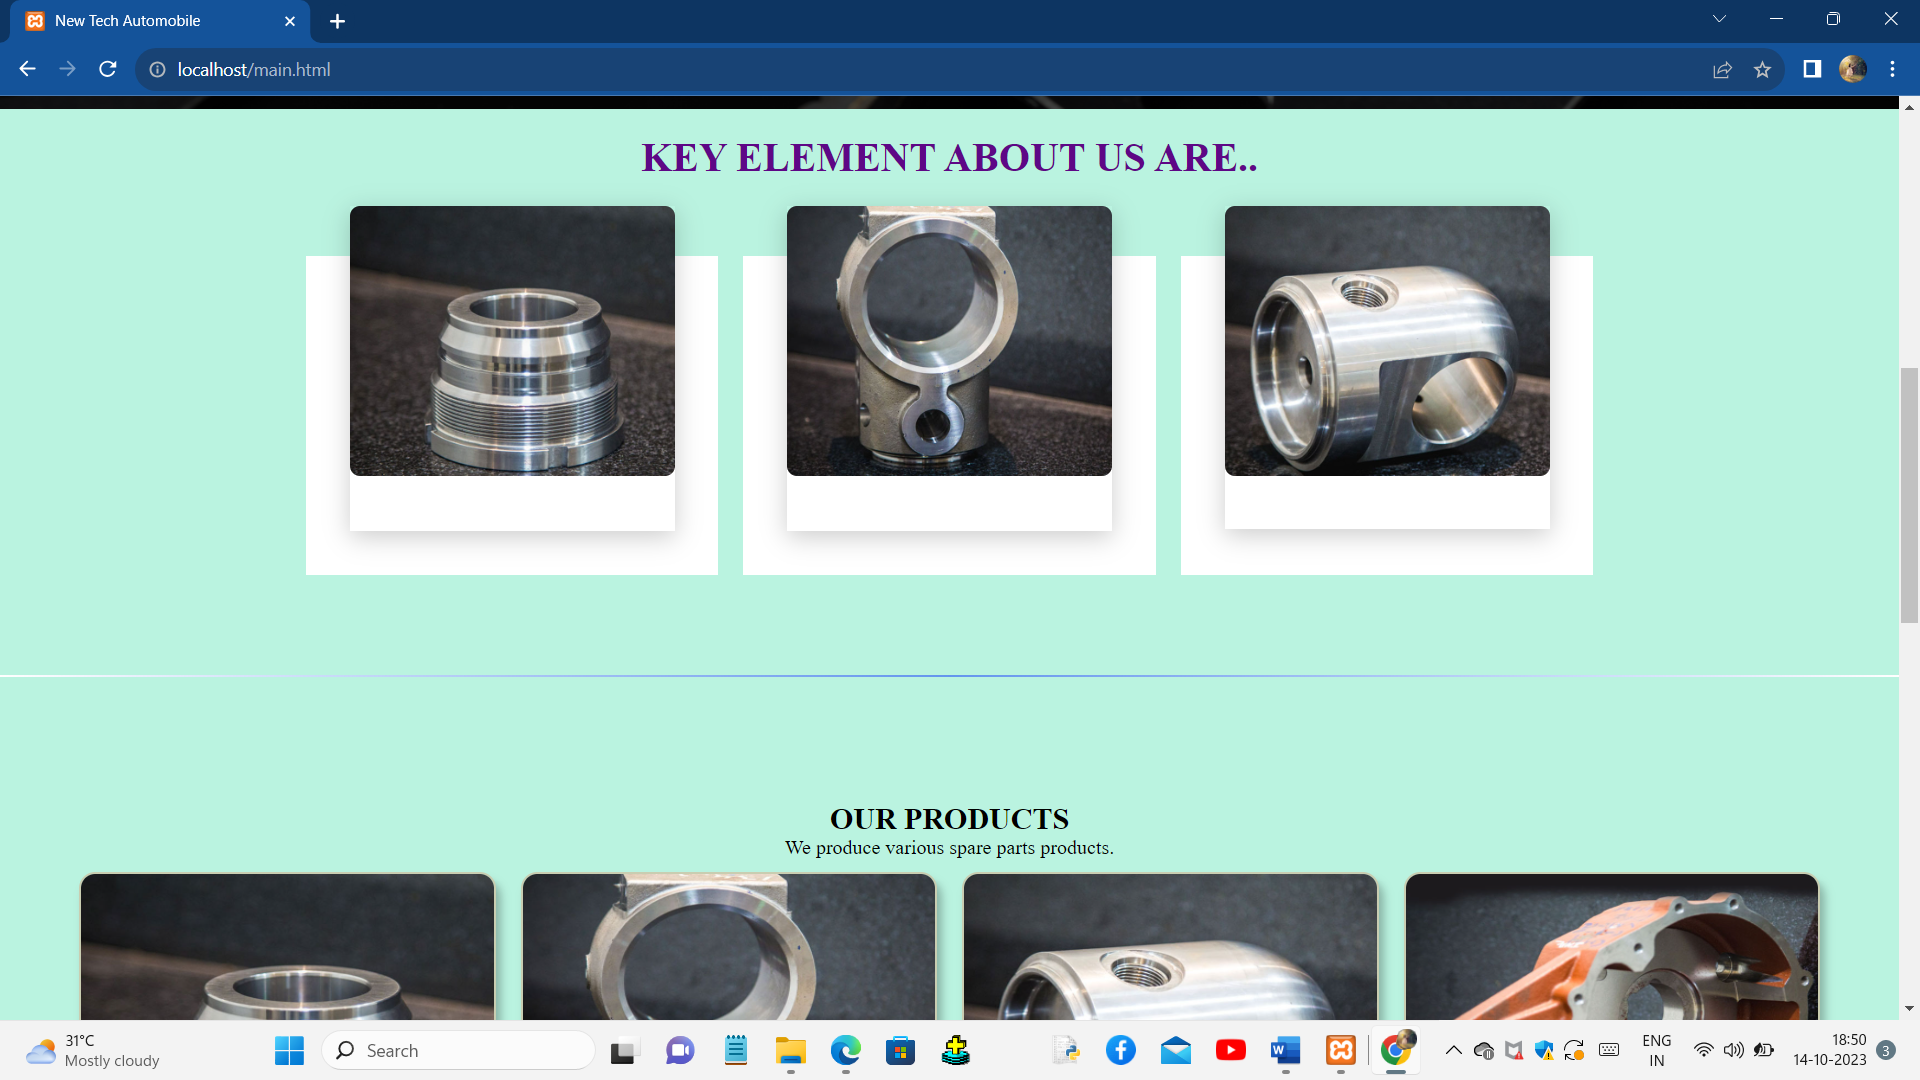 New Tech Automobile
localhost/main.html
KEY ELEMENT ABOUT US ARE..
OUR PRODUCTS
We produce various spare parts products.
31°C
Mostly cloudy
Search
ENG
IN
18:50
14-10-2023
3